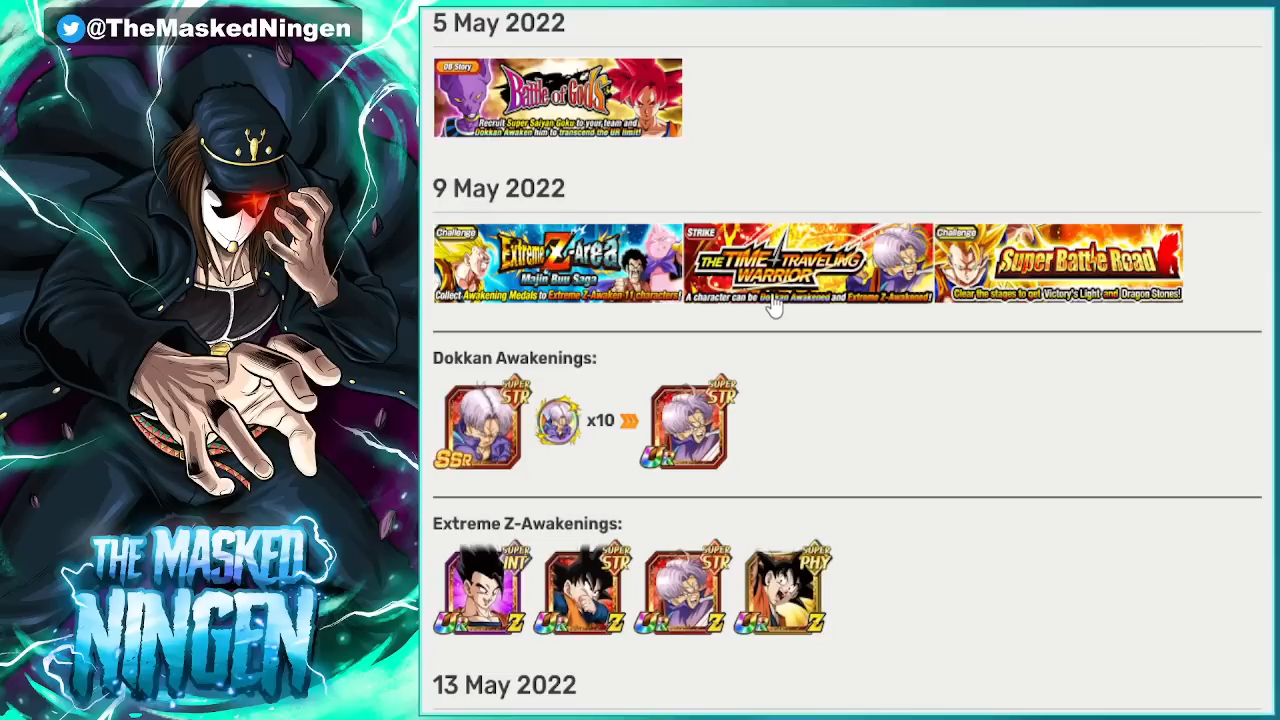 @TheMaskedNingen
THE MASKED
NINGEN
5 May 2022
DB Story
Battle of Gods
Recruit Super Saiyan Goku to your team and
Dokkan Awaken him to transcend the UR limit!
9 May 2022
Challenge
Extreme Z-Area
Majin Buu Saga
Collect Awakening Medals to Extreme Z-Awaken 11 characters!
STRIKE
THE TIME-TRAVELING
WARRIOR
A character can be Dokkan Awakened and Extreme Z-Awakened!
Challenge
Super Battle Road
Clear the stages to get Victory's Light and Dragon Stones!
Dokkan Awakenings:
SUPER
STR
SSR
x10
SUPER
STR
UR
Extreme Z-Awakenings:
SUPER
INT
UR Z
SUPER
STR
UR Z
SUPER
STR
UR Z
SUPER
PHY
UR Z
13 May 2022